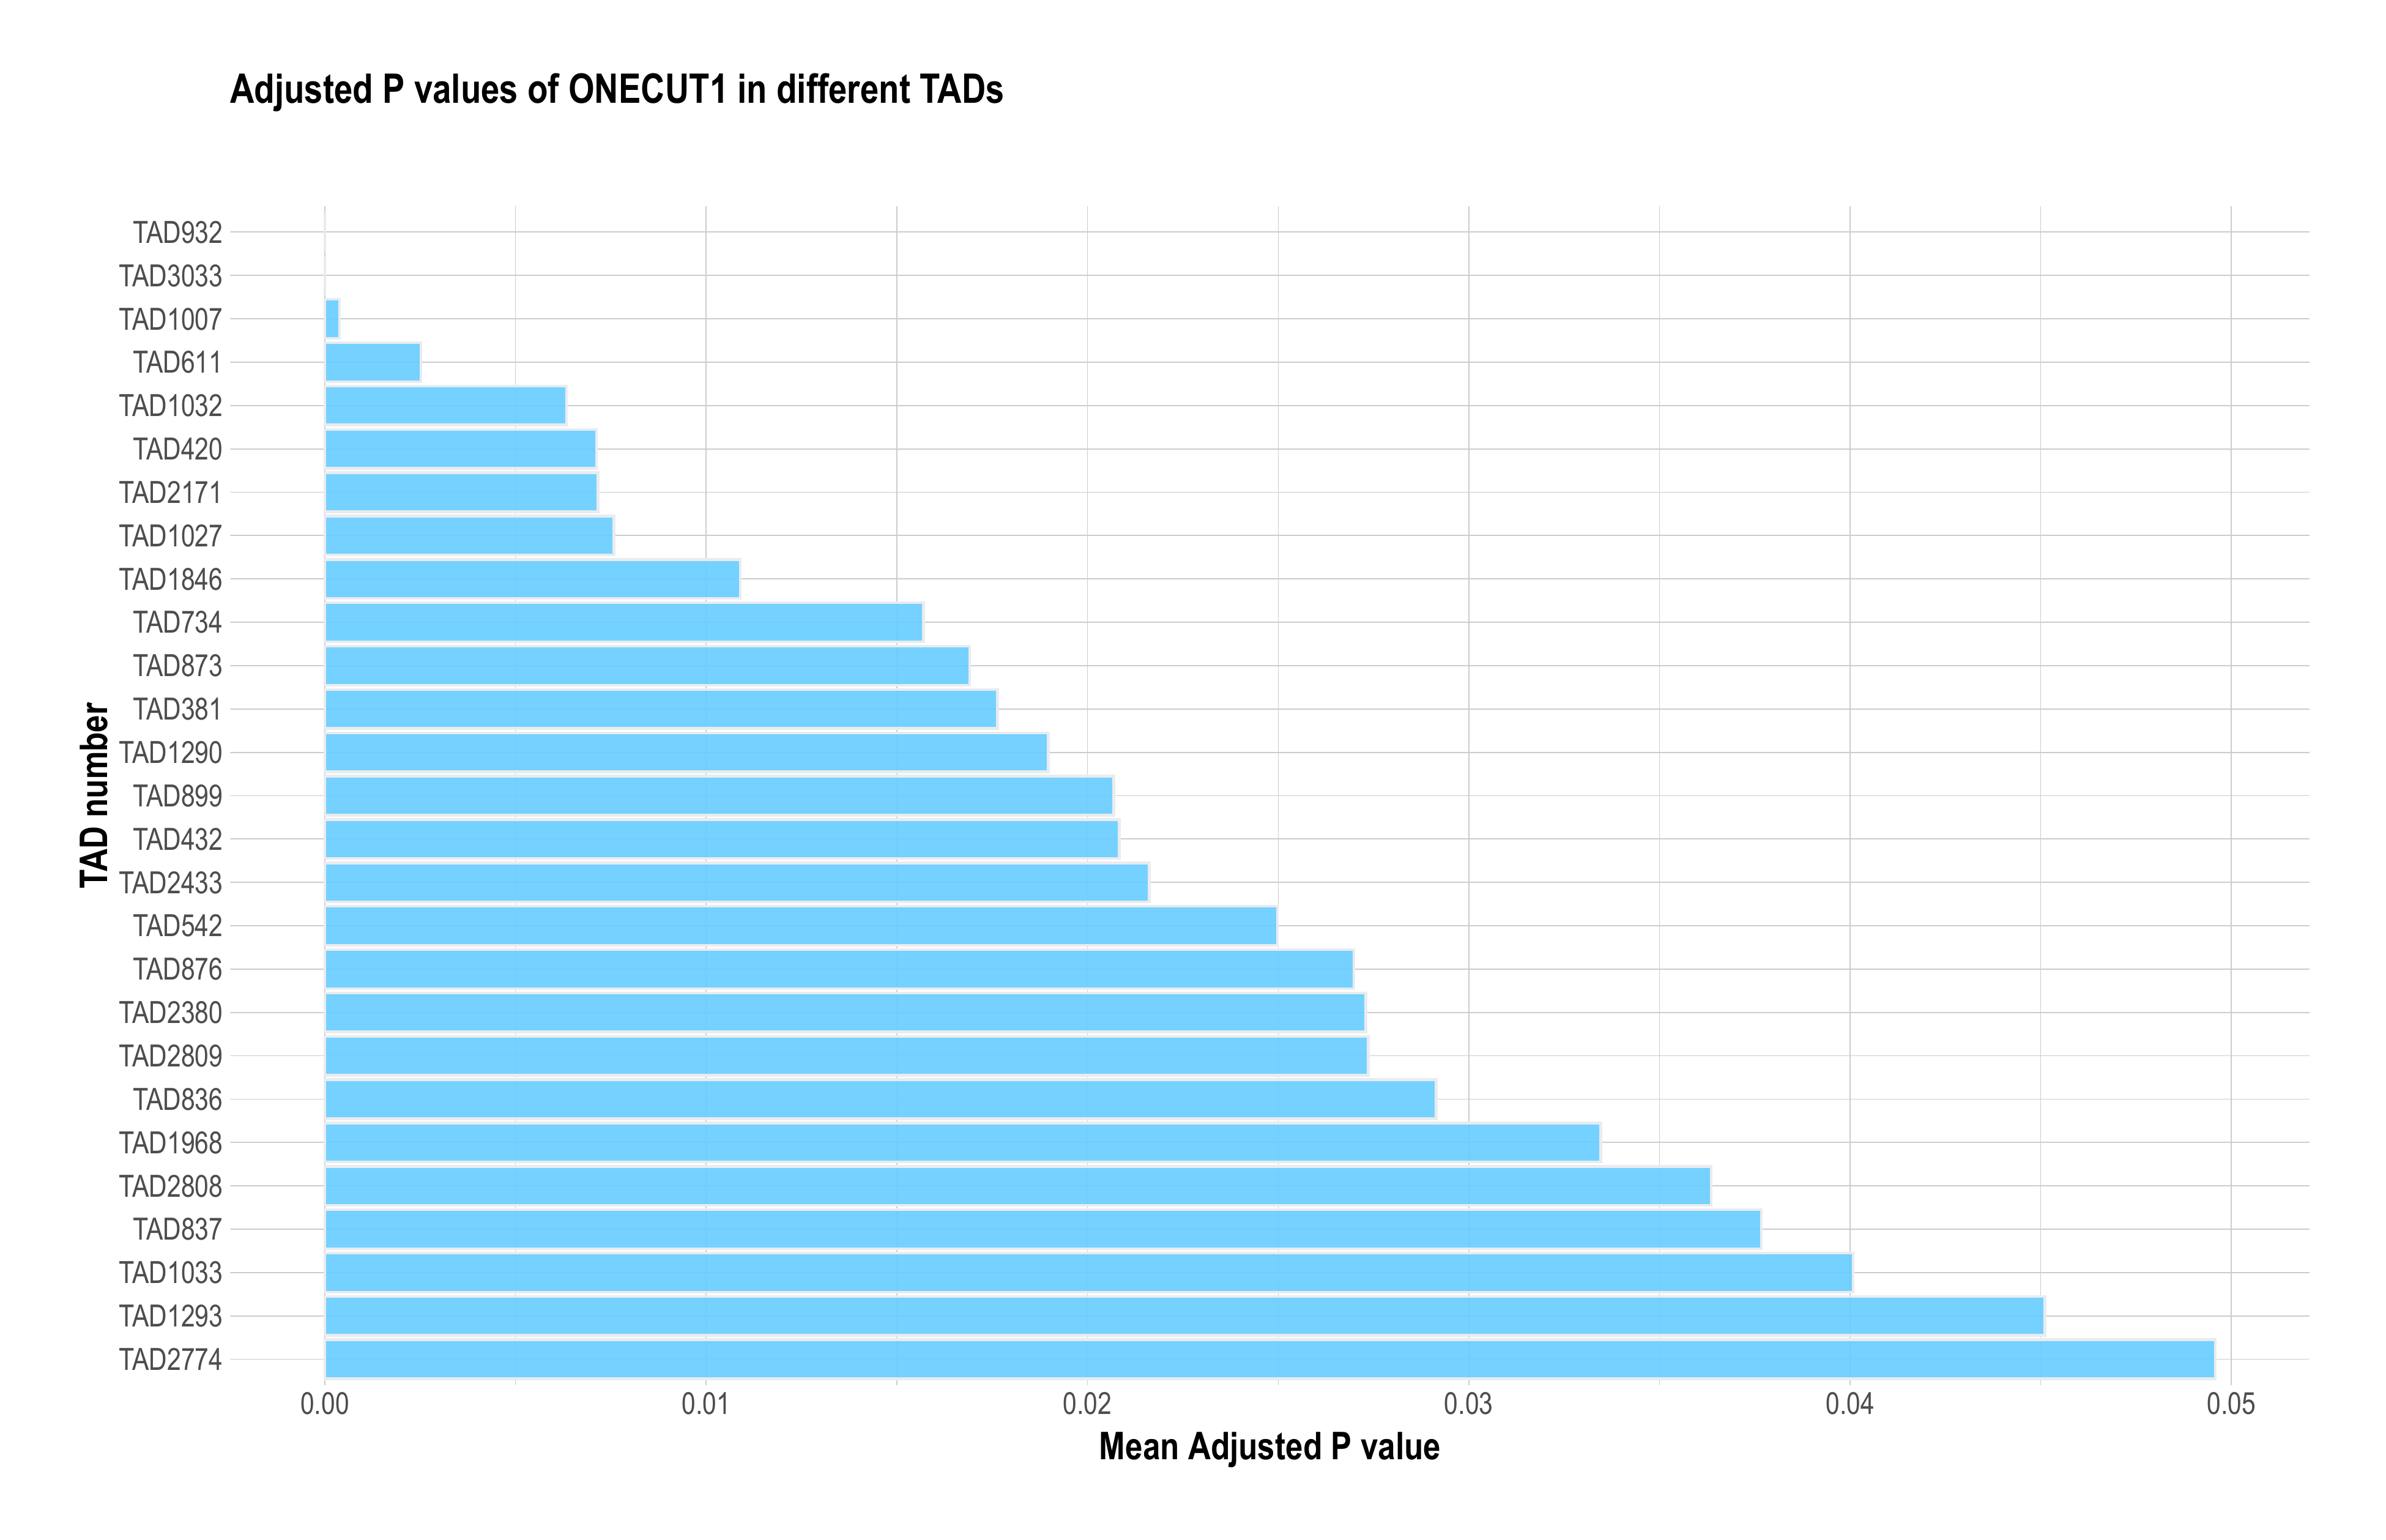 Adjusted P values of ONECUT1 in different TADs
TAD number
TAD932
TAD3033
TAD1007
TAD611
TAD1032
TAD420
TAD2171
TAD1027
TAD1846
TAD734
TAD873
TAD381
TAD1290
TAD899
TAD432
TAD2433
TAD542
TAD876
TAD2380
TAD2809
TAD836
TAD1968
TAD2808
TAD837
TAD1033
TAD1293
TAD2774
0.00 0.01 0.02 0.03 0.04 0.05
Mean Adjusted P value